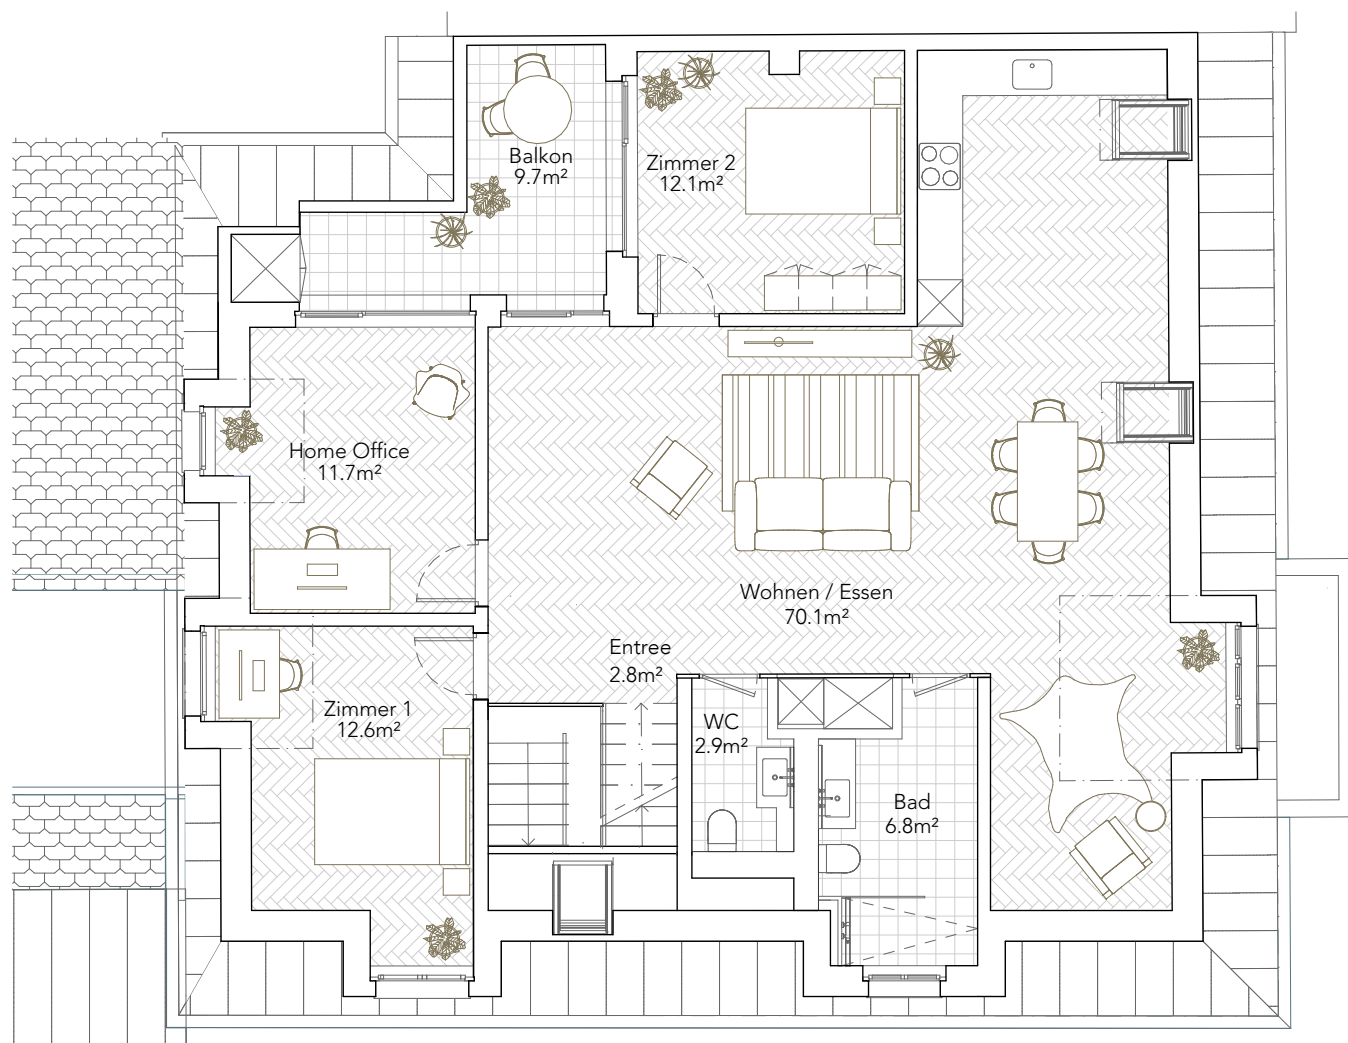 Balkon
9.7m²
Zimmer 2
12.1m²
Home Office
11.7m²
Wohnen / Essen
70.1m²
Entree
2.8m²
Zimmer 1
12.6m²
WC
2.9m²
Bad
6.8m²